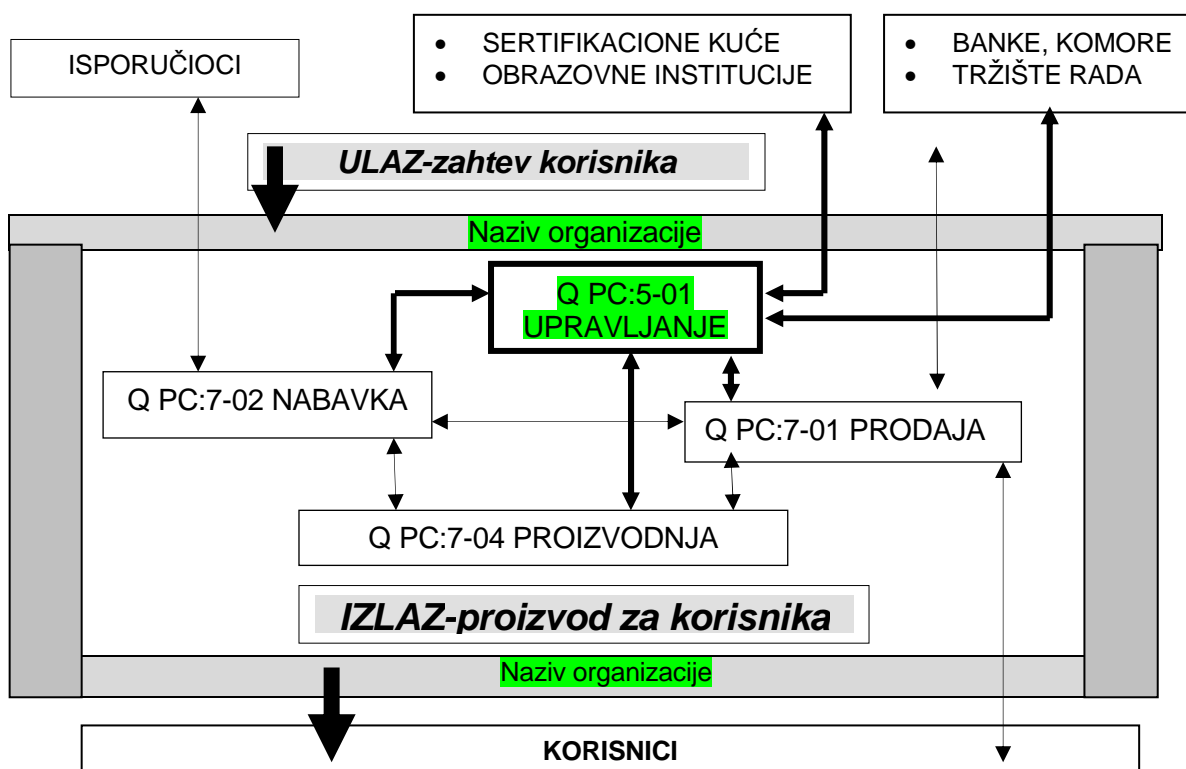 ISPORUČIOCI
• SERTIFIKACIONE KUĆE
• OBRAZOVNE INSTITUCIJE
• BANKE, KOMORE
• TRŽIŠTE RADA
ULAZ-zahtev korisnika
Naziv organizacije
Q PC:5-01
UPRAVLJANJE
Q PC:7-02 NABAVKA
Q PC:7-01 PRODAJA
Q PC:7-04 PROIZVODNJA
IZLAZ-proizvod za korisnika
Naziv organizacije
KORISNICI